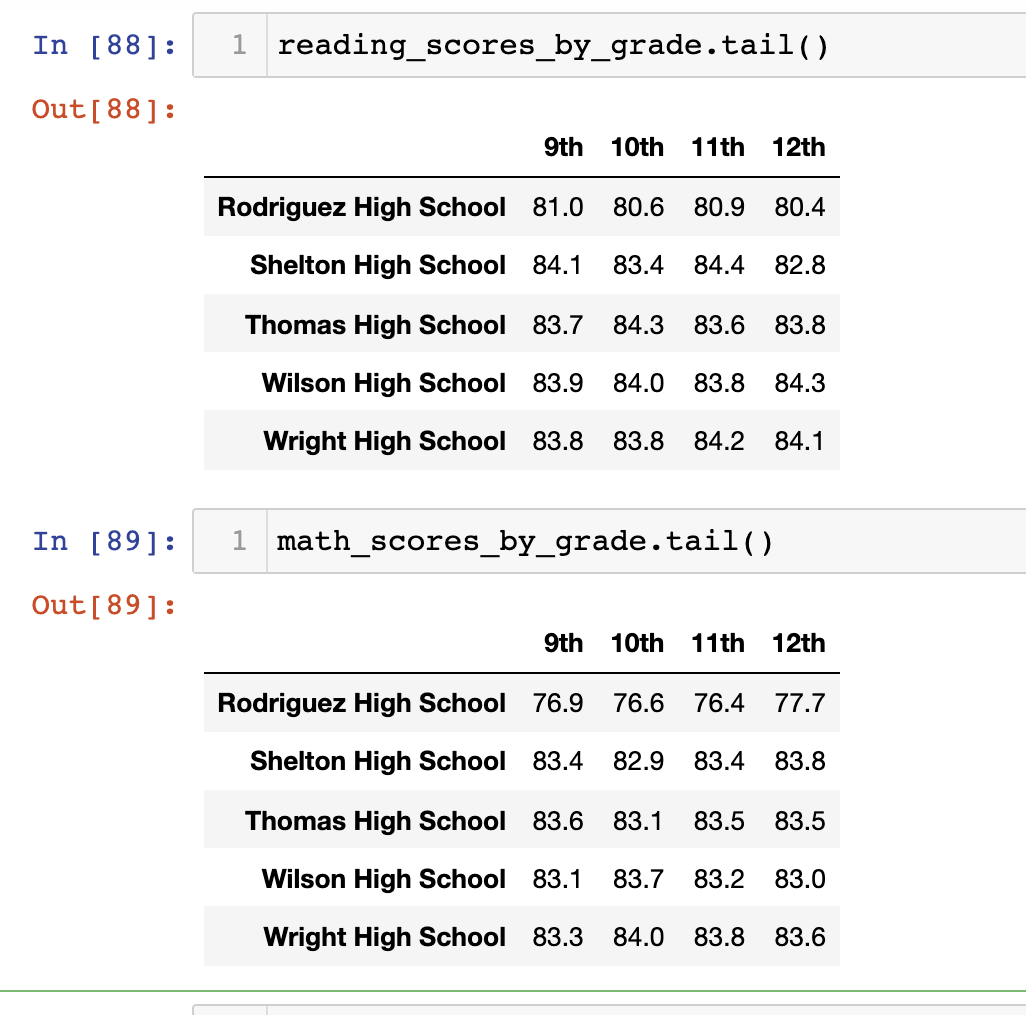 In [88]: 1 reading_scores_by_grade.tail()
Out[88]:
9th 10th 11th 12th
Rodriguez High School 81.0 80.6 80.9 80.4
Shelton High School 84.1 83.4 84.4 82.8
Thomas High School 83.7 84.3 83.6 83.8
Wilson High School 83.9 84.0 83.8 84.3
Wright High School 83.8 83.8 84.2 84.1
In [89]: 1 math_scores_by_grade.tail()
Out[89]:
9th 10th 11th 12th
Rodriguez High School 76.9 76.6 76.4 77.7
Shelton High School 83.4 82.9 83.4 83.8
Thomas High School 83.6 83.1 83.5 83.5
Wilson High School 83.1 83.7 83.2 83.0
Wright High School 83.3 84.0 83.8 83.6